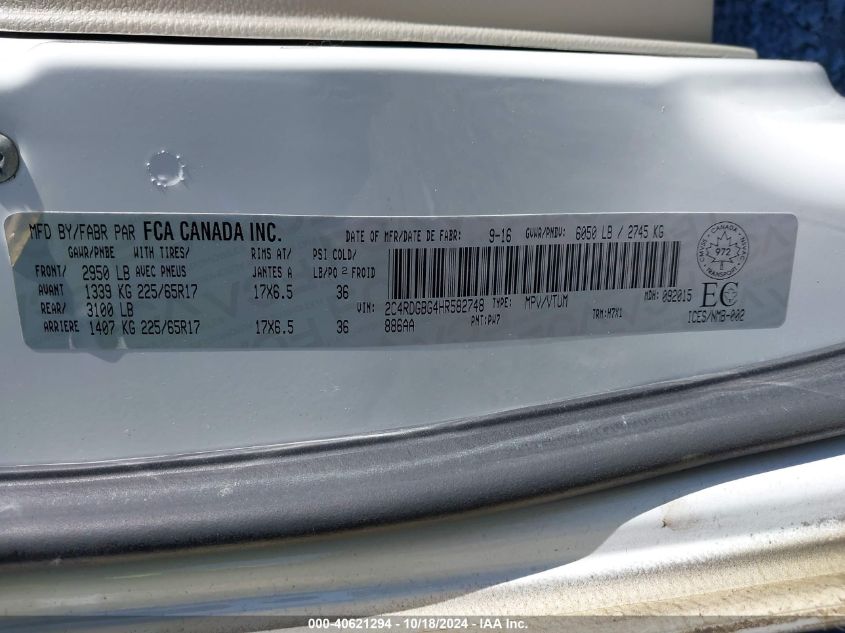 MFD BY/FABR PAR FCA CANADA INC. DATE OF MFR/DATE DE FABR: 9-16 GVWR/PNBV: 6050 LB / 2745 KG
GAWR/PNBE WITH TIRES/ RIMS AT/ PSI COLD/
FRONT/ 2950 LB AVEC PNEUS JANTES A LB/PO2 FROID
AVANT 1339 KG 225/65R17 17X6.5 36
REAR/ 3100 LB
ARRIERE 1407 KG 225/65R17 17X6.5 36
VIN: 2C4RDGBG4HR582748 TYPE: MPV/VTUM MDH: 092015
886AA PNT: PW7 TRM: H7X1
CANADA
CMVSS NSVAC
972
EC
ICES/NMB-002
000-40621294 - 10/18/2024 - IAA Inc.